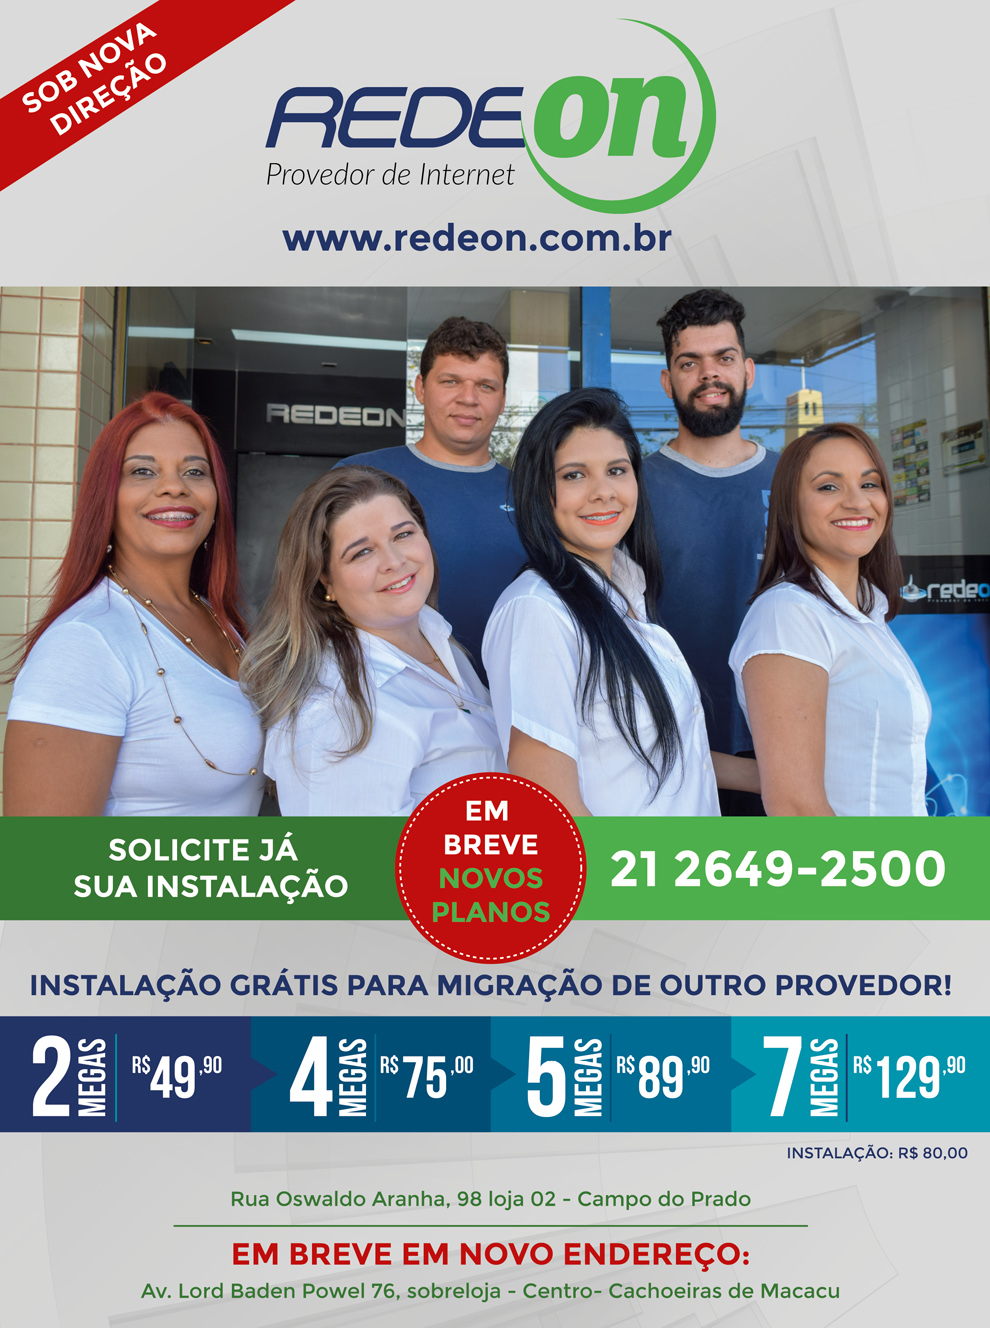 SOB NOVA
DIREÇÃO
REDEon
Provedor de Internet
www.redeon.com.br
REDEON
redeo
SOLICITE JÁ
SUA INSTALAÇÃO
EM
BREVE
NOVOS
PLANOS
21 2649-2500
INSTALAÇÃO GRÁTIS PARA MIGRAÇÃO DE OUTRO PROVEDOR!
2 MEGAS R$ 49,90
4 MEGAS R$ 75,00
5 MEGAS R$ 89,90
7 MEGAS R$ 129,90
INSTALAÇÃO: R$ 80,00
Rua Oswaldo Aranha, 98 loja 02 - Campo do Prado
EM BREVE EM NOVO ENDEREÇO:
Av. Lord Baden Powel 76, sobreloja - Centro- Cachoeiras de Macacu